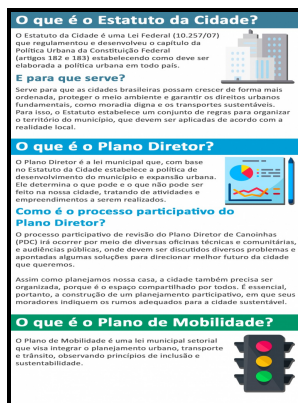 O que é o Estatuto da Cidade?
O Estatuto da Cidade é uma Lei Federal (10.257/07)
que regulamentou e desenvolveu o capítulo da
Política Urbana da Constituição Federal
(artigos 182 e 183) estabelecendo como deve ser
elaborada a política urbana em todo país.
E para que serve?
Serve para que as cidades brasileiras possam crescer de forma mais
ordenada, proteger o meio ambiente e garantir os direitos urbanos
fundamentais, como moradia digna e os transportes sustentáveis.
Para isso, o Estatuto estabelece um conjunto de regras para organizar
o território do município, que devem ser aplicadas de acordo com a
realidade local.
O que é o Plano Diretor?
O Plano Diretor é a lei municipal que, com base
no Estatuto da Cidade estabelece a política de
desenvolvimento do município e expansão urbana.
Ele determina o que pode e o que não pode ser
feito na nossa cidade, tratando de atividades e
empreendimentos a serem realizados.
Como é o processo participativo do
Plano Diretor?
O processo participativo de revisão do Plano Diretor de Canoinhas
(PDC) irá ocorrer por meio de diversas oficinas técnicas e comunitárias,
e audiências públicas, onde devem ser discutidos diversos problemas e
apontadas algumas soluções para direcionar melhor futuro da cidade
que queremos.
Assim como planejamos nossa casa, a cidade também precisa ser
organizada, porque é o espaço compartilhado por todos. É essencial,
portanto, a construção de um planejamento participativo, em que seus
moradores indiquem os rumos adequados para a cidade sustentável.
O que é o Plano de Mobilidade?
O Plano de Mobilidade é uma lei municipal setorial
que visa integrar o planejamento urbano, transporte
e trânsito, observando princípios de inclusão e
sustentabilidade.